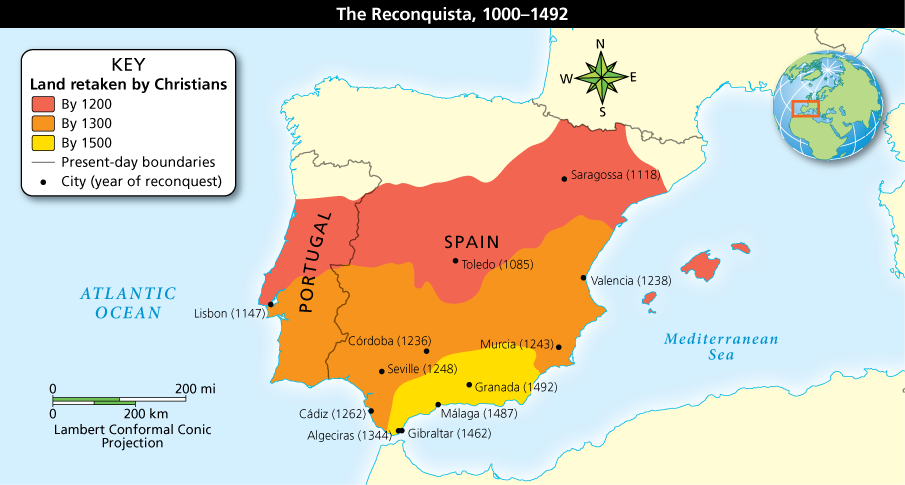 The Reconquista, 1000–1492
KEY
Land retaken by Christians
By 1200
By 1300
By 1500
Present-day boundaries
City (year of reconquest)
N
W
E
S
Saragossa (1118)
PORTUGAL
SPAIN
Toledo (1085)
Valencia (1238)
ATLANTIC
OCEAN
Lisbon (1147)
Mediterranean
Sea
Córdoba (1236)
Murcia (1243)
Seville (1248)
Granada (1492)
Cádiz (1262)
Málaga (1487)
Algeciras (1344)
Gibraltar (1462)
0
200 mi
0
200 km
Lambert Conformal Conic
Projection